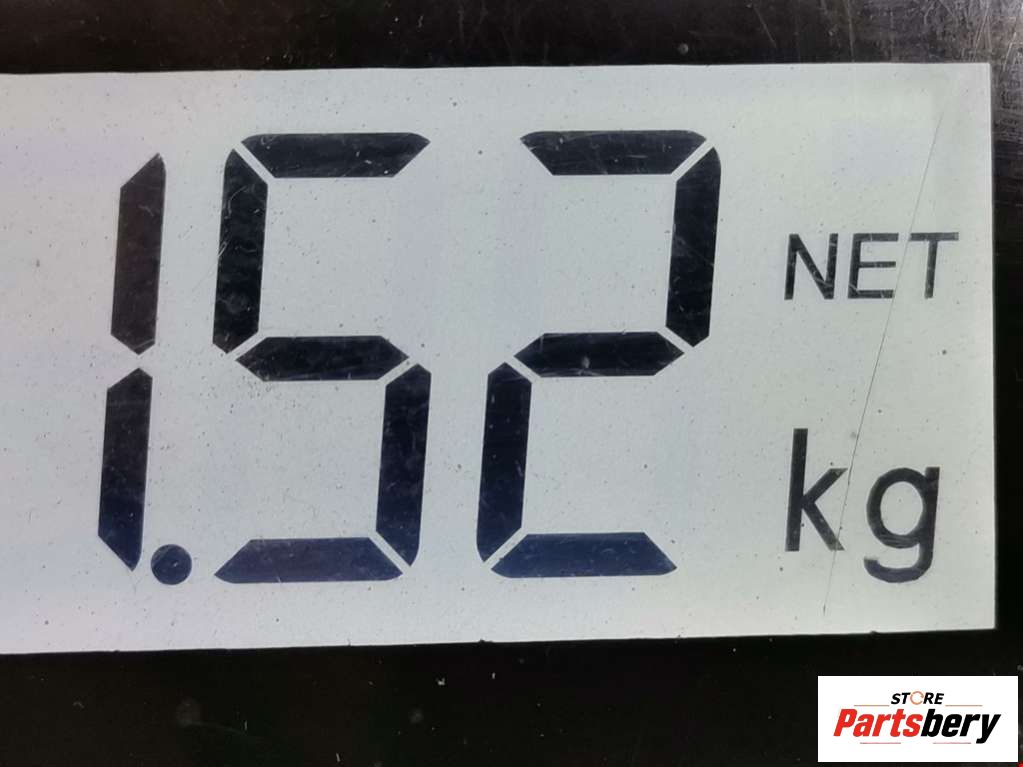 1.52
NET
kg
STORE
Partsbery